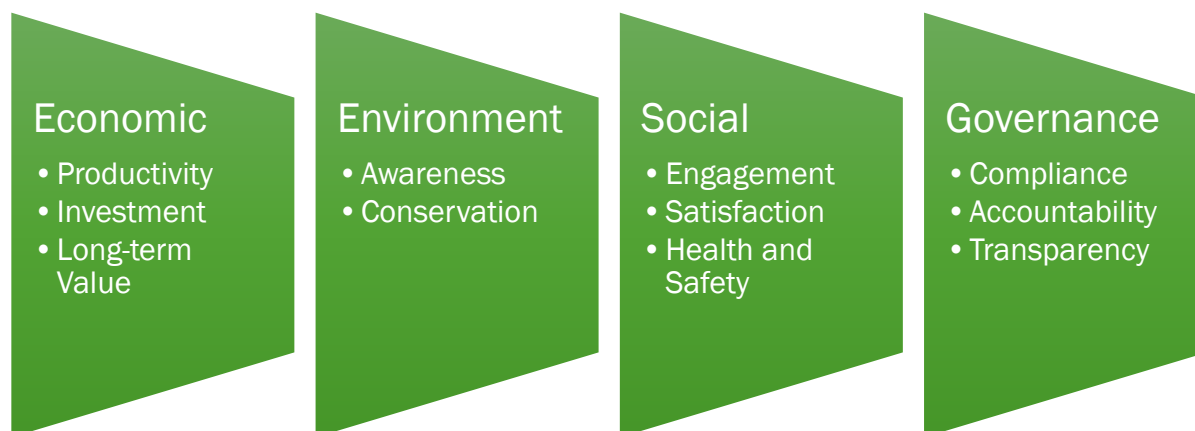 Economic
• Productivity
• Investment
• Long-term
Value
Environment
• Awareness
• Conservation
Social
• Engagement
• Satisfaction
• Health and
Safety
Governance
• Compliance
• Accountability
• Transparency